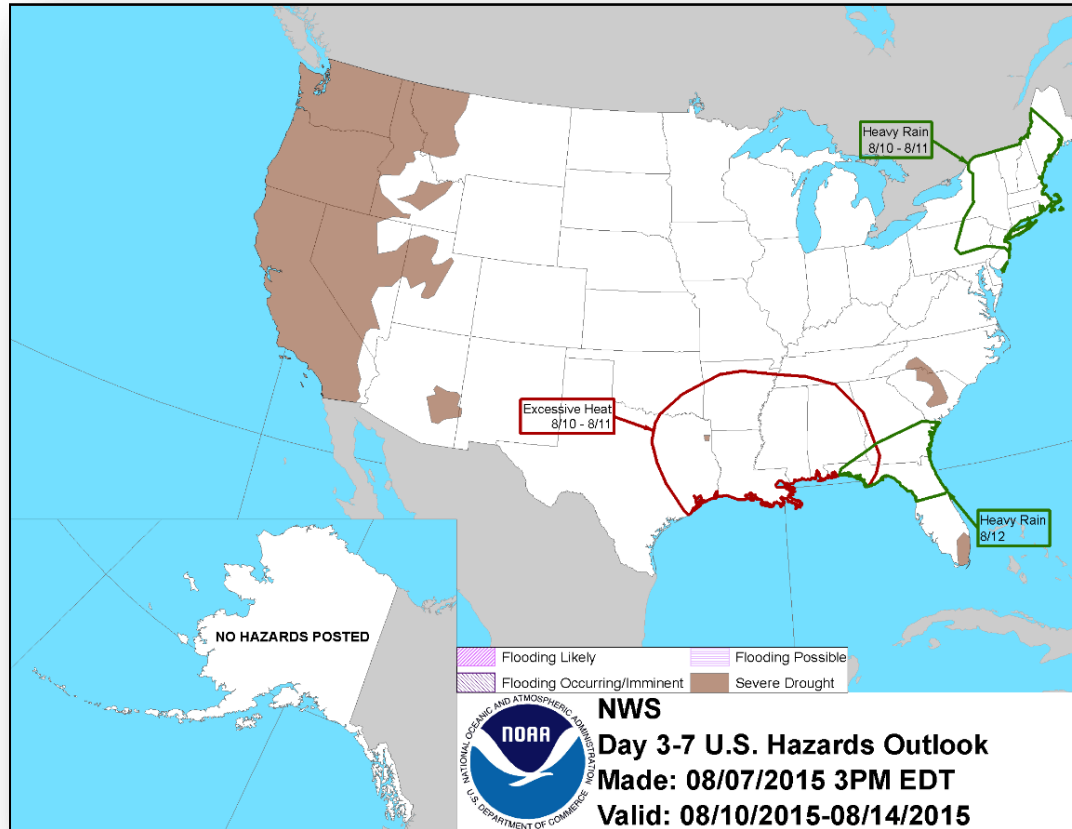 Heavy Rain
8/10 - 8/11
Excessive Heat
8/10 - 8/11
Heavy Rain
8/12
NO HAZARDS POSTED
Flooding Likely
Flooding Possible
Flooding Occurring/Imminent
Severe Drought
NATIONAL OCEANIC AND ATMOSPHERIC ADMINISTRATION
NOAA
U.S. DEPARTMENT OF COMMERCE
NWS
Day 3-7 U.S. Hazards Outlook
Made: 08/07/2015 3PM EDT
Valid: 08/10/2015-08/14/2015